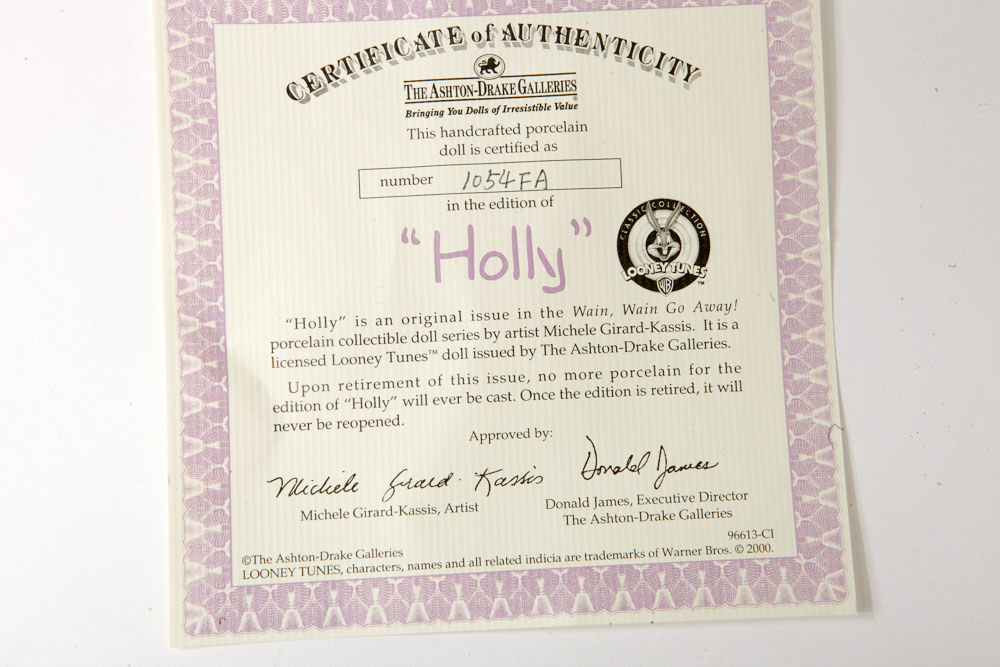 CERTIFICATE of AUTHENTICITY
THE ASHTON-DRAKE GALLERIES
Bringing You Dolls of Irresistible Value
This handcrafted porcelain
doll is certified as
number 1054FA
in the edition of
“Holly”
CLASSIC COLLECTION
LOONEY TUNES™
WB
“Holly” is an original issue in the Wain, Wain Go Away!
porcelain collectible doll series by artist Michele Girard-Kassis. It is a
licensed Looney Tunes™ doll issued by The Ashton-Drake Galleries.
Upon retirement of this issue, no more porcelain for the
edition of “Holly” will ever be cast. Once the edition is retired, it will
never be reopened.
Approved by:
Michele Girard-Kassis
Donald James
Michele Girard-Kassis, Artist
Donald James, Executive Director
The Ashton-Drake Galleries
96613-CI
©The Ashton-Drake Galleries
LOONEY TUNES, characters, names and all related indicia are trademarks of Warner Bros. © 2000.